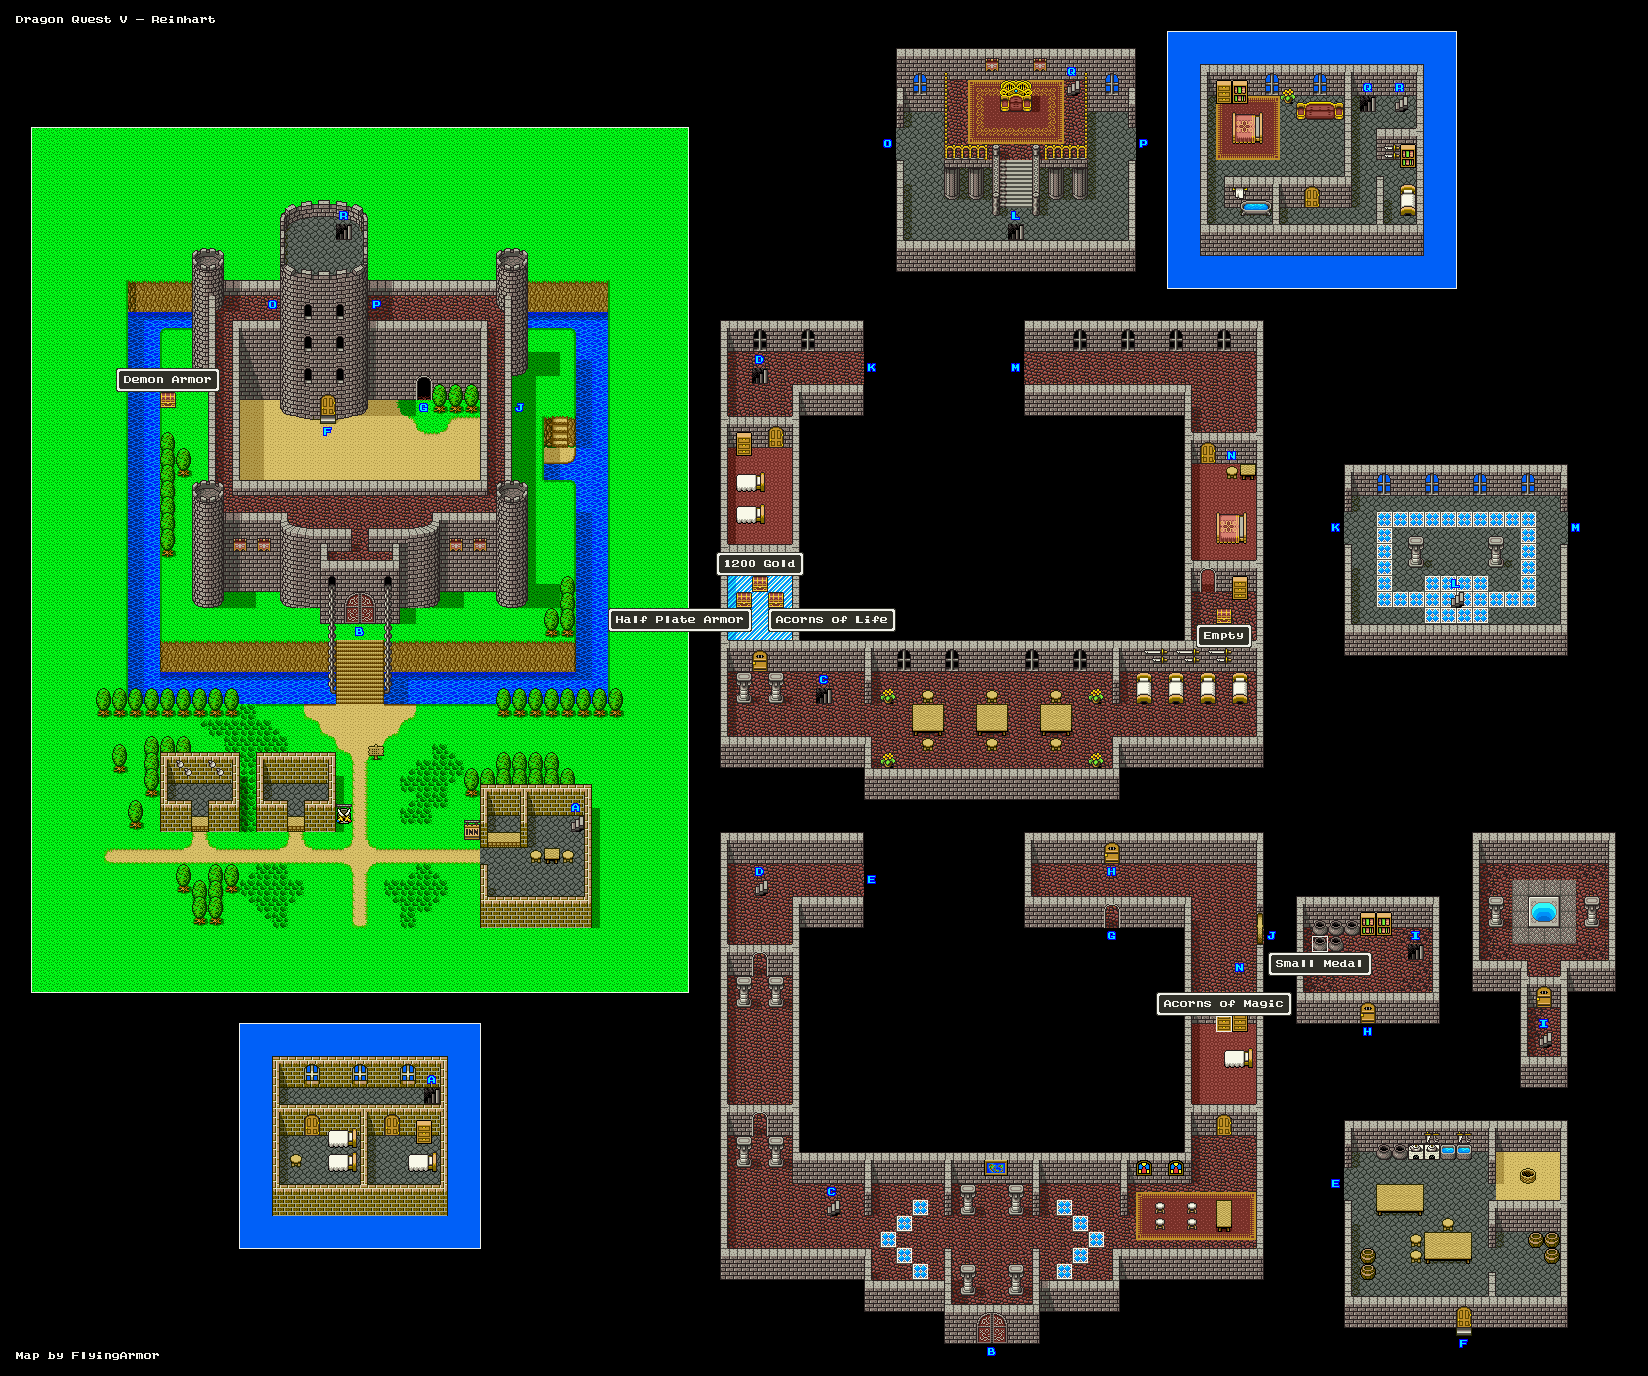 Dragon Quest V – Reinhart
Q
Q
R
O
P
L
R
O
P
Demon Armor
D
K
M
G
J
F
N
K
M
1200 Gold
L
Half Plate Armor
Acorns of Life
B
Empty
C
A
INN
D
E
H
G
J
I
N
Small Medal
Acorns of Magic
I
H
A
E
C
F
B
Map by FlyingArmor